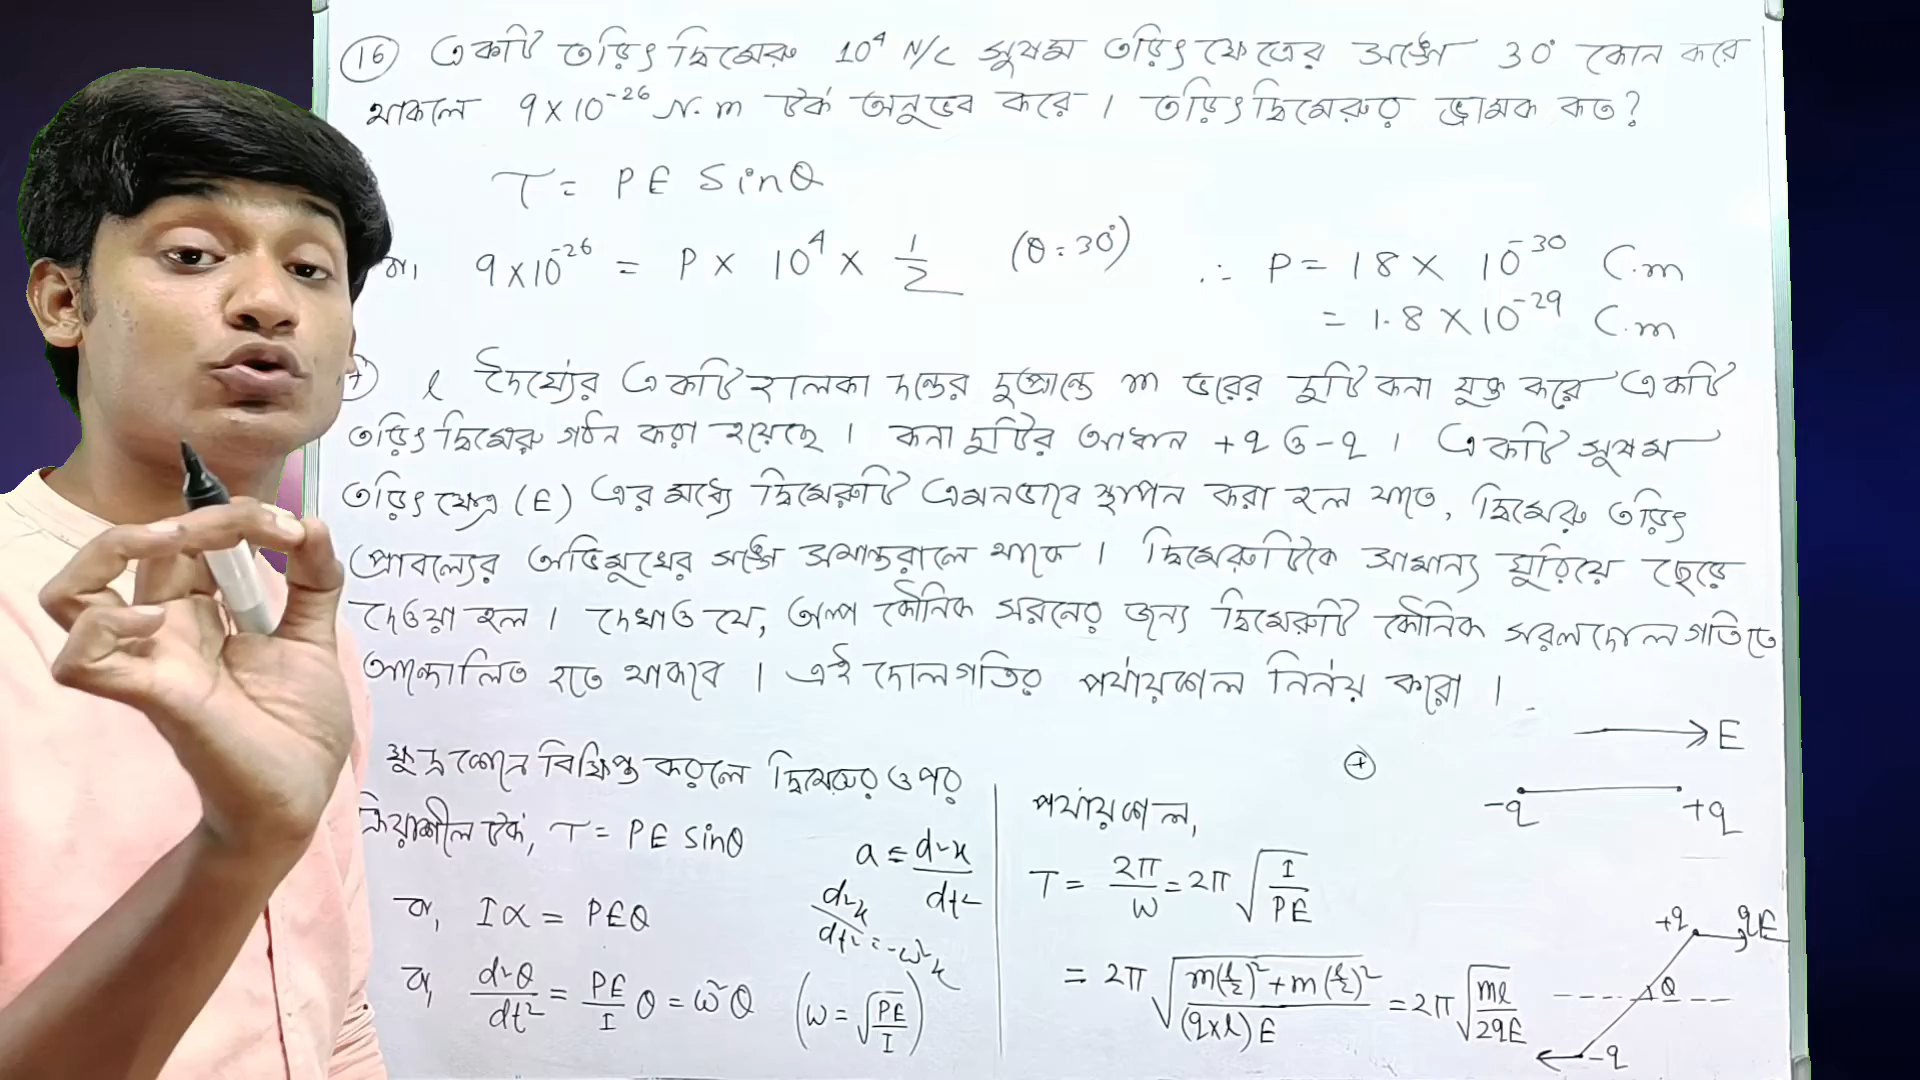 (16) একটি তড়িৎ দ্বিমেরু 10⁴ N/C সুষম তড়িৎ ক্ষেত্রের সঙ্গে 30° কোন করে
থাকলে 9×10⁻²⁶ N.m টর্ক অনুভব করে । তড়িৎদ্বিমেরুর ভ্রামক কত?
τ = PE Sinθ
বা, 9×10⁻²⁶ = P× 10⁴ × 1/2 (θ = 30°) ∴ P = 18 × 10⁻³⁰ C.m
= 1.8×10⁻²⁹ C.m
l দৈর্ঘ্যের একটি হালকা দন্ডের দুপ্রান্তে m ভরের দুটি কনা যুক্ত করে একটি
তড়িৎ দ্বিমেরু গঠন করা হয়েছে । কনা দুটির আধান +q ও -q । একটি সুষম
তড়িৎ ক্ষেত্র (E) এর মধ্যে দ্বিমেরুটি এমনভাবে স্থাপন করা হল যাতে, দ্বিমেরু তড়িৎ
প্রাবল্যের অভিমুখের সঙ্গে সমান্তরালে থাকে । দ্বিমেরুটিকে সামান্য ঘুরিয়ে ছেড়ে
দেওয়া হল । দেখাও যে, অল্প কৌনিক সরনের জন্য দ্বিমেরুটি কৌনিক সরলদোলগতিতে
আন্দোলিত হতে থাকবে । এই দোলগতির পর্যায়কাল নির্নয় করো ।
→ E
-q +q
ক্ষুদ্র কোনে বিক্ষিপ্ত করলে দ্বিমেরুর ওপর
ক্রিয়াশীল টর্ক, τ = PE sinθ
বা, Iα = PEθ
বা, d²θ/dt² = PE/I θ = ω²θ (ω = √(PE/I))
a = d²x/dt²
d²x/dt² = -ω²x
পর্যায়কাল,
T = 2π/ω = 2π √(I/PE)
= 2π √((m(l/2)² + m(l/2)²)/((q×l)E)) = 2π √(ml/2qE)
+q qE
θ
-q